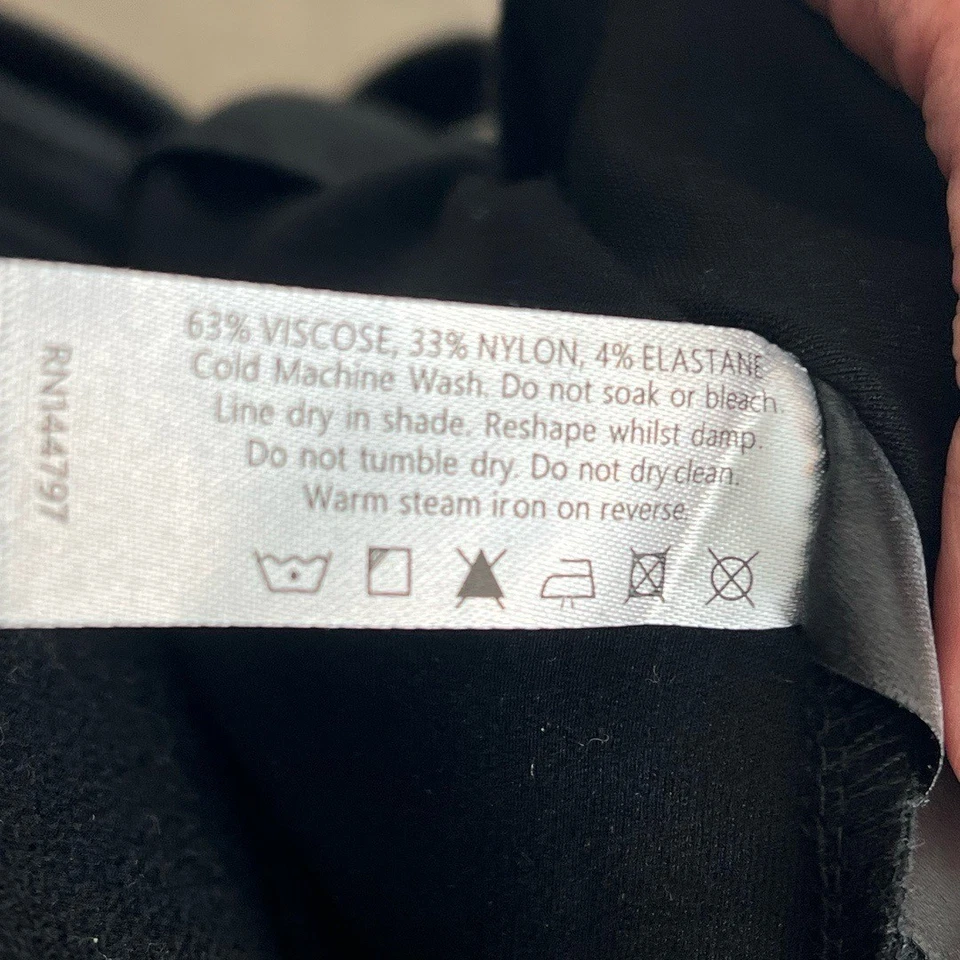 63% VISCOSE, 33% NYLON, 4% ELASTANE
Cold Machine Wash. Do not soak or bleach.
Line dry in shade. Reshape whilst damp.
Do not tumble dry. Do not dry clean.
Warm steam iron on reverse.
RN144797